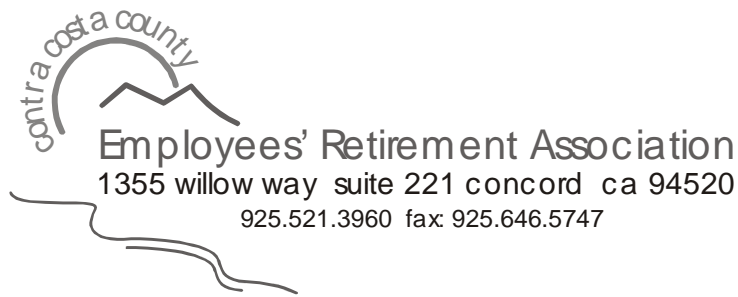 contra costa county
Employees’ Retirement Association
1355 willow way suite 221 concord ca 94520
925.521.3960 fax: 925.646.5747